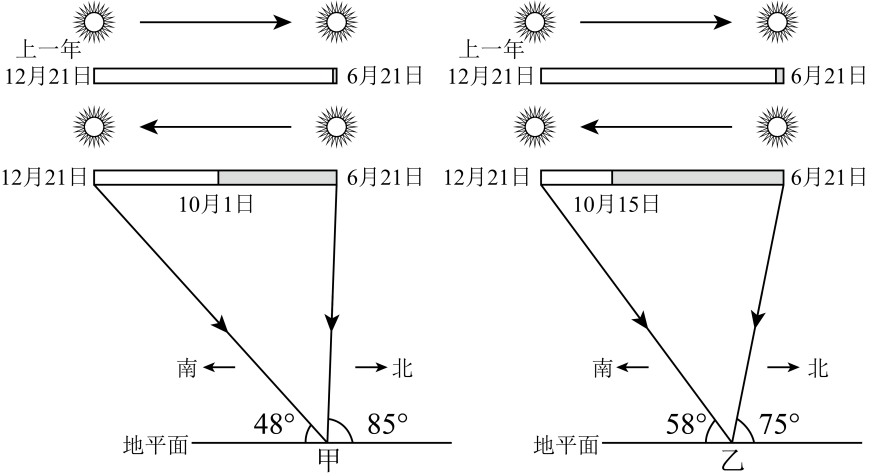 上一年
12月21日 6月21日
12月21日 6月21日
10月1日
南 北
48° 85°
地平面
甲
上一年
12月21日 6月21日
12月21日 6月21日
10月15日
南 北
58° 75°
地平面
乙